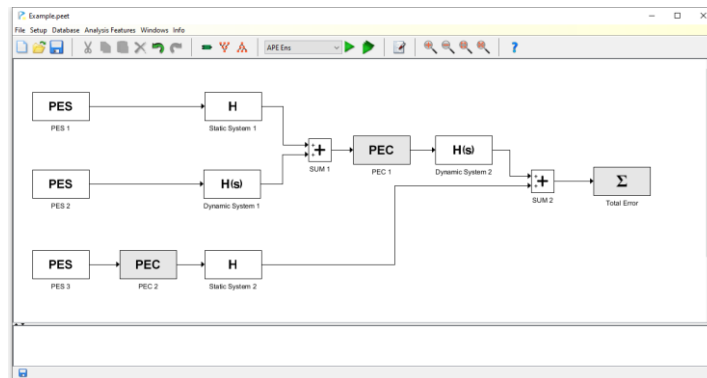 Example.peet
File Setup Database Analysis Features Windows Info
APE Ens
?
PES
H
PES 1
Static System 1
+
PEC
H(s)
SUM 1
PEC 1
Dynamic System 2
PES
H(s)
PES 2
Dynamic System 1
+
Σ
SUM 2
Total Error
PES
PEC
H
PES 3
PEC 2
Static System 2